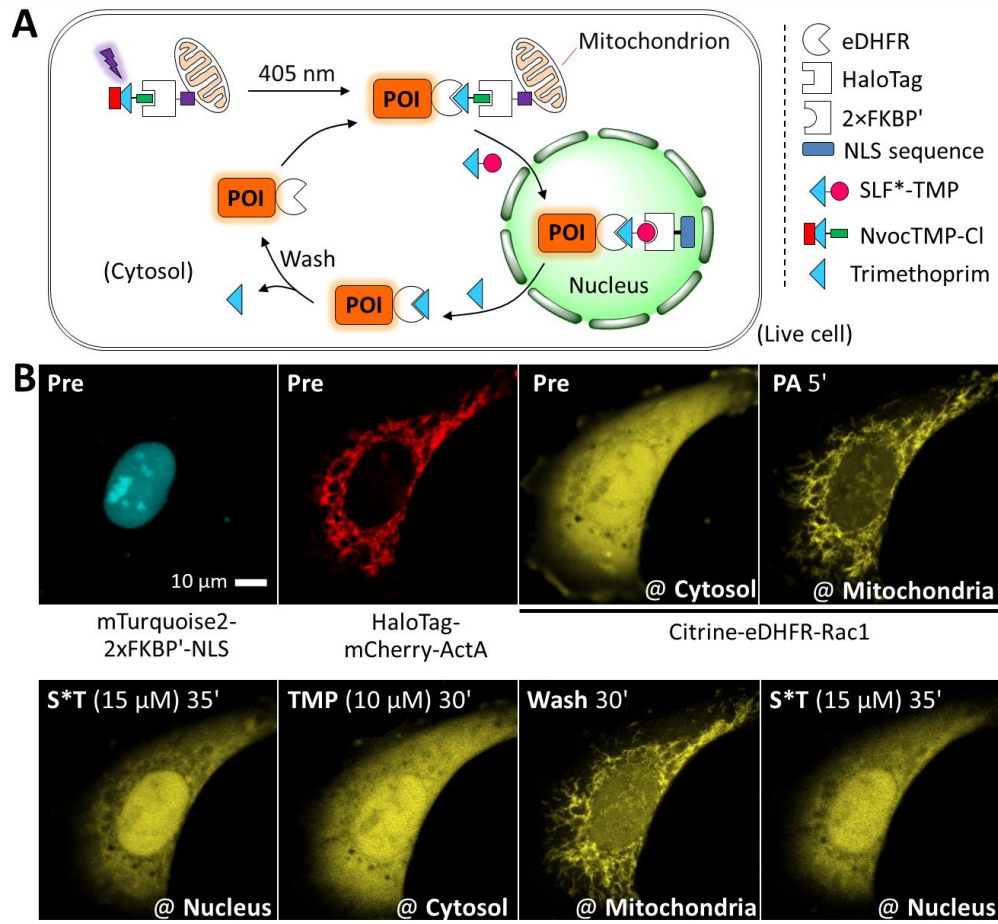 A
Mitochondrion
405 nm
POI
POI
POI
POI
Wash
(Cytosol)
Nucleus
(Live cell)
eDHFR
HaloTag
2×FKBP'
NLS sequence
SLF*-TMP
NvocTMP-Cl
Trimethoprim
B
Pre
10 µm
Pre
Pre
@ Cytosol
PA 5'
@ Mitochondria
mTurquoise2-
2xFKBP'-NLS
HaloTag-
mCherry-ActA
Citrine-eDHFR-Rac1
S*T (15 µM) 35'
@ Nucleus
TMP (10 µM) 30'
@ Cytosol
Wash 30'
@ Mitochondria
S*T (15 µM) 35'
@ Nucleus